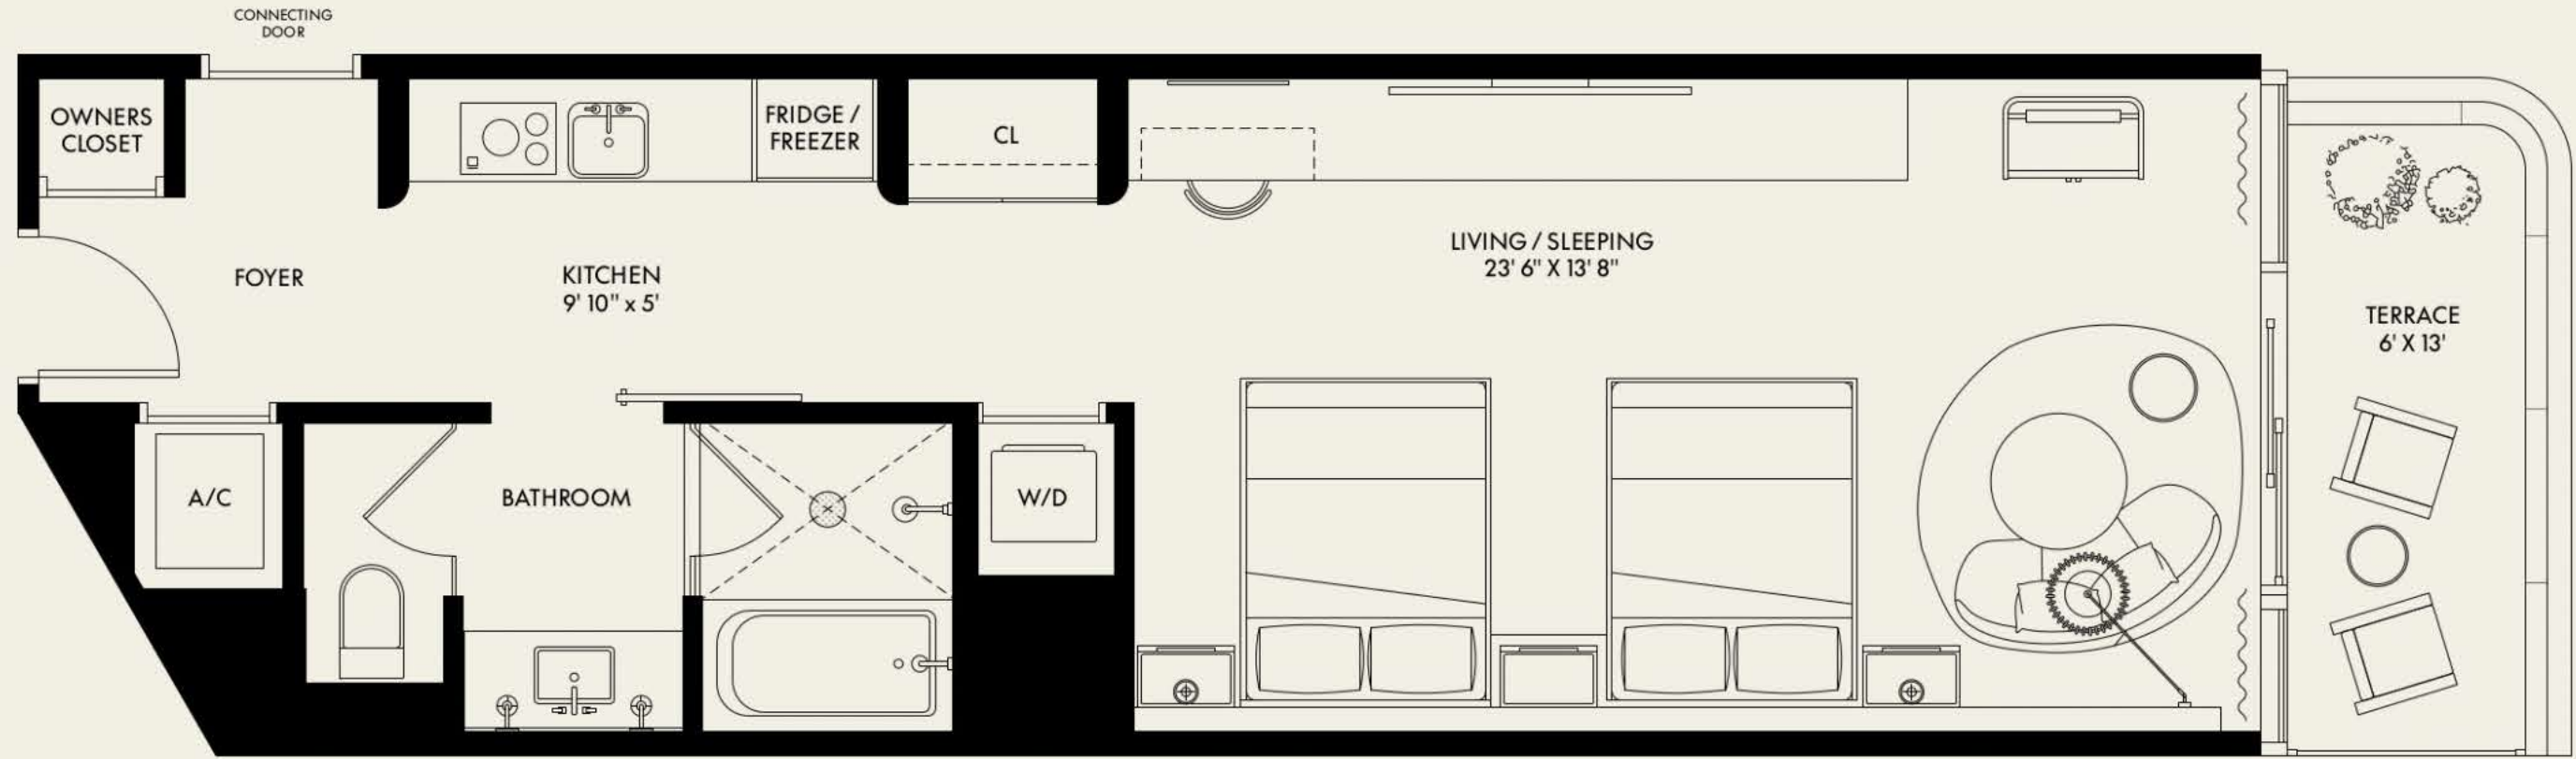 CONNECTING
DOOR
OWNERS
CLOSET
FRIDGE /
FREEZER
CL
FOYER
KITCHEN
9' 10" x 5'
LIVING / SLEEPING
23' 6" X 13' 8"
TERRACE
6' X 13'
A/C
BATHROOM
W/D